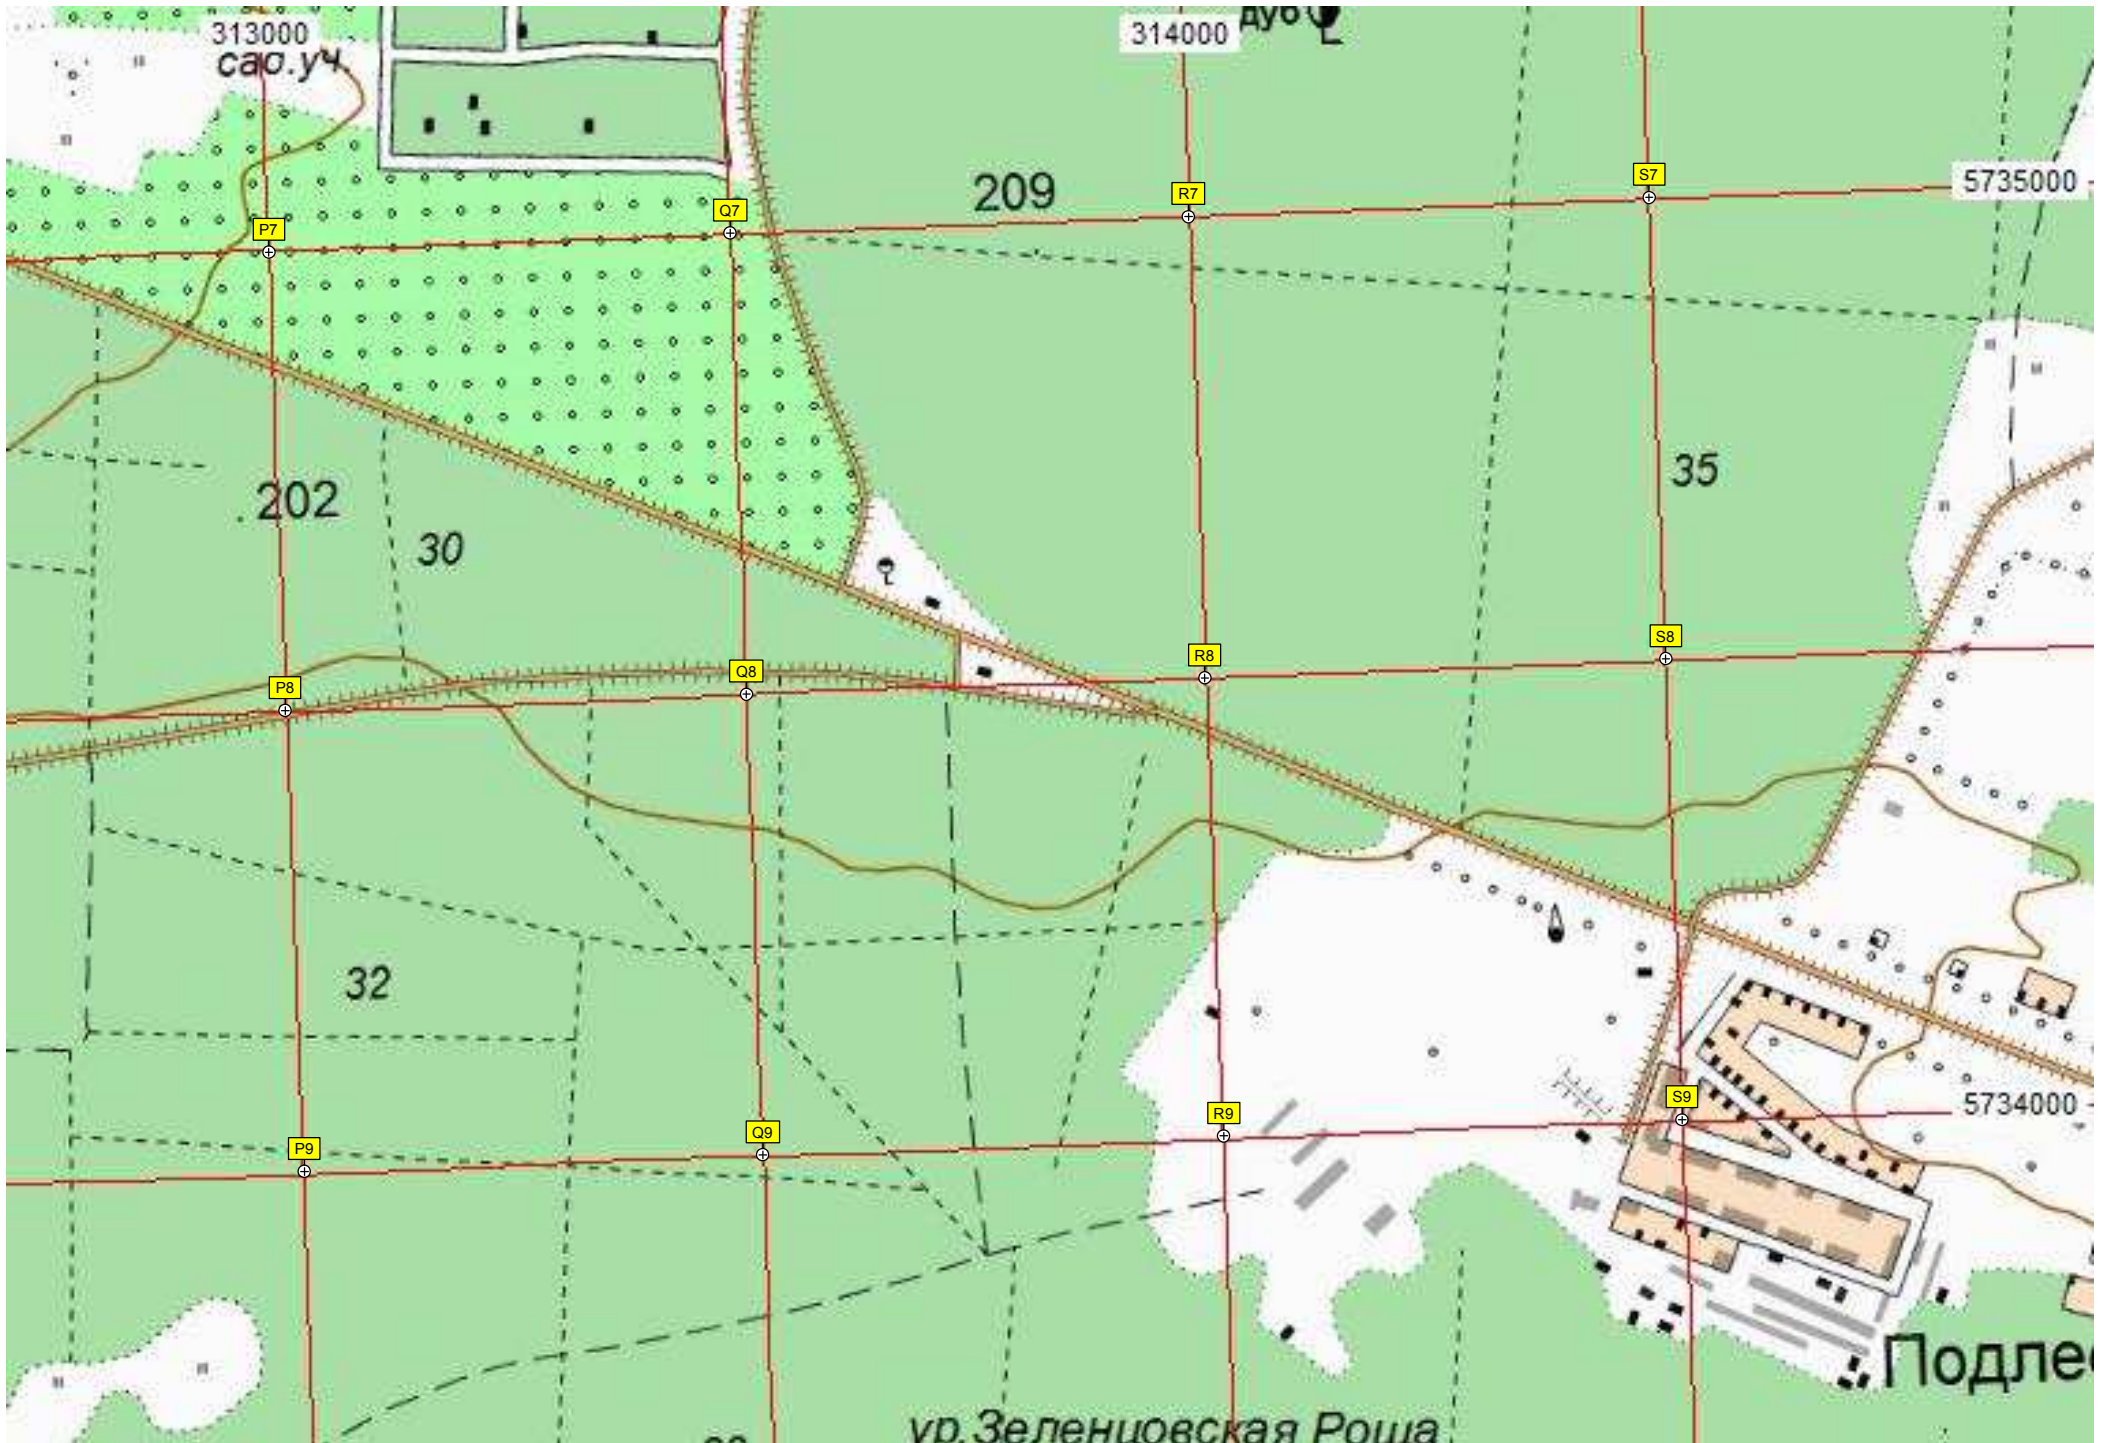 313000
314000
дуб
сад.уч.
S7
5735000
209
R7
Q7
P7
35
202
30
S8
R8
Q8
P8
32
S9
5734000
R9
Q9
P9
Подле
ур.Зеленцовская Роща